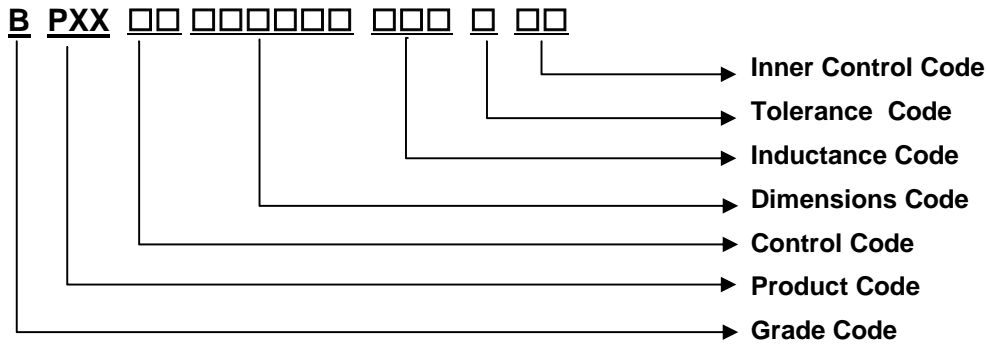 B PXX □□ □□□□□□ □□□ □ □□
Inner Control Code
Tolerance Code
Inductance Code
Dimensions Code
Control Code
Product Code
Grade Code